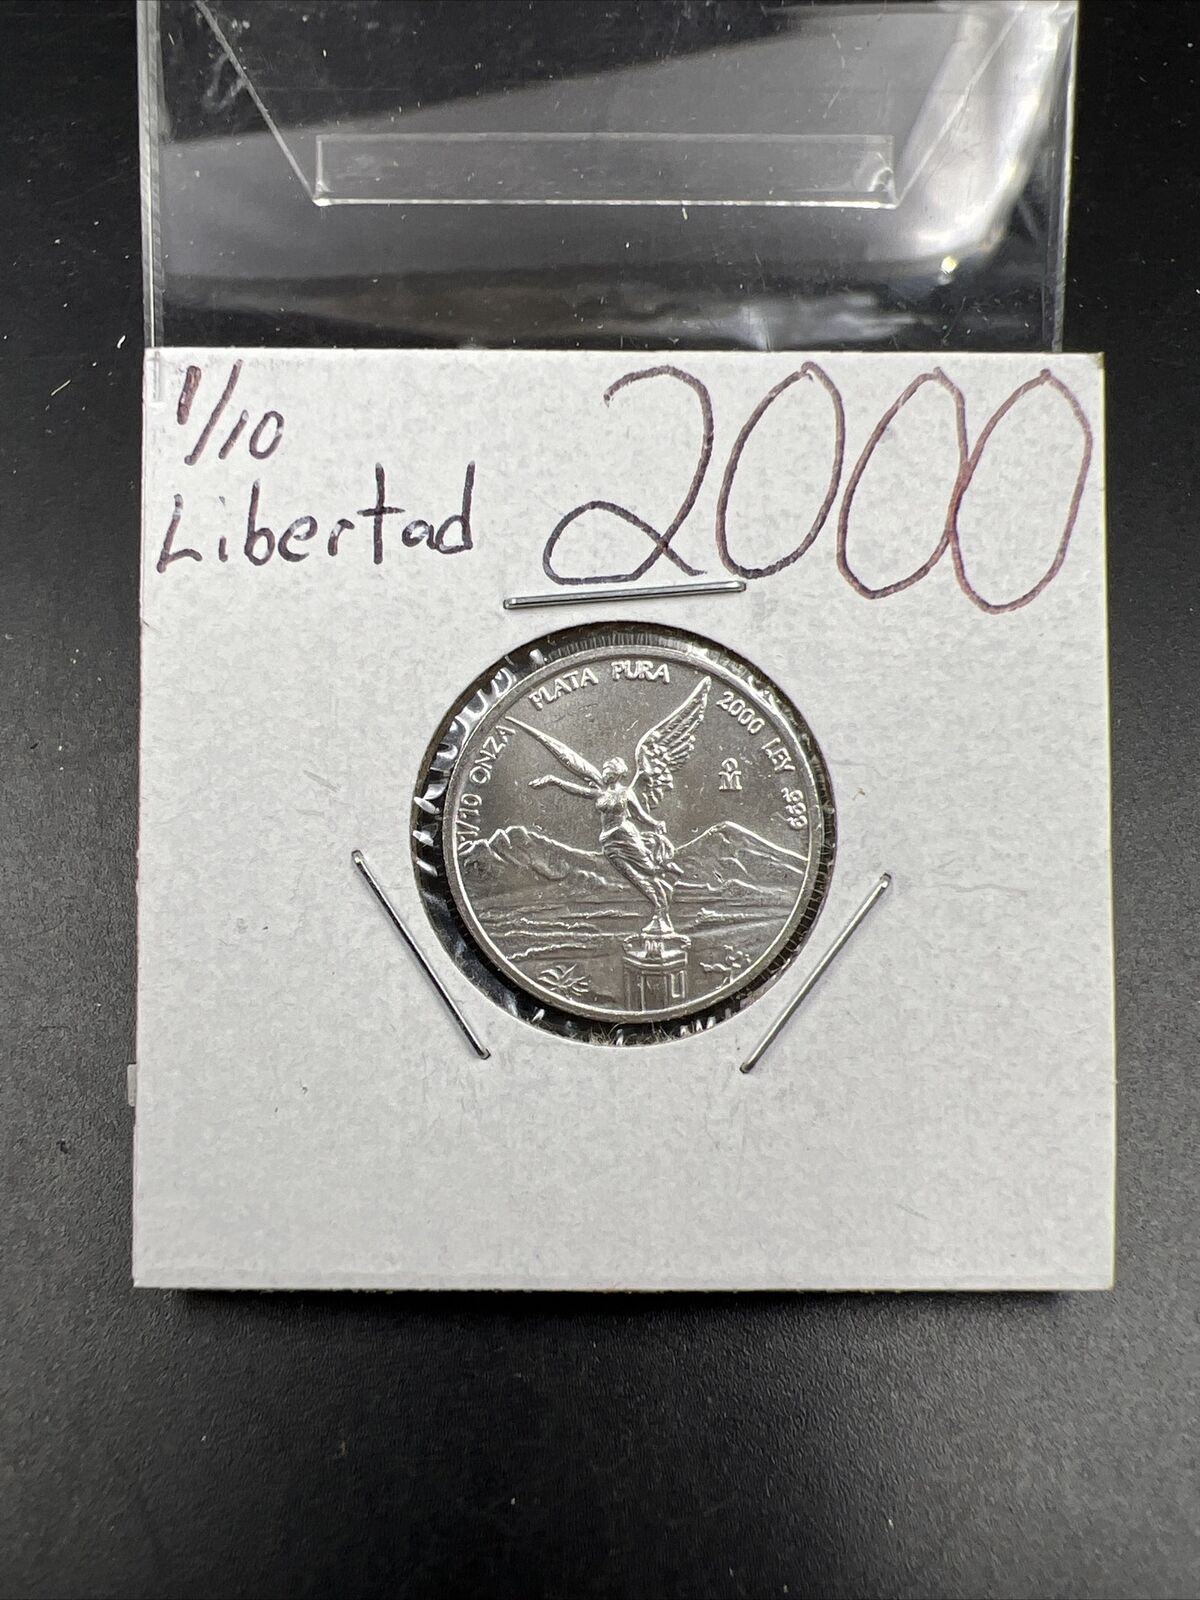 1/10 2000
Libertad
1/10 ONZA PLATA PURA 2000 LEY .999
M